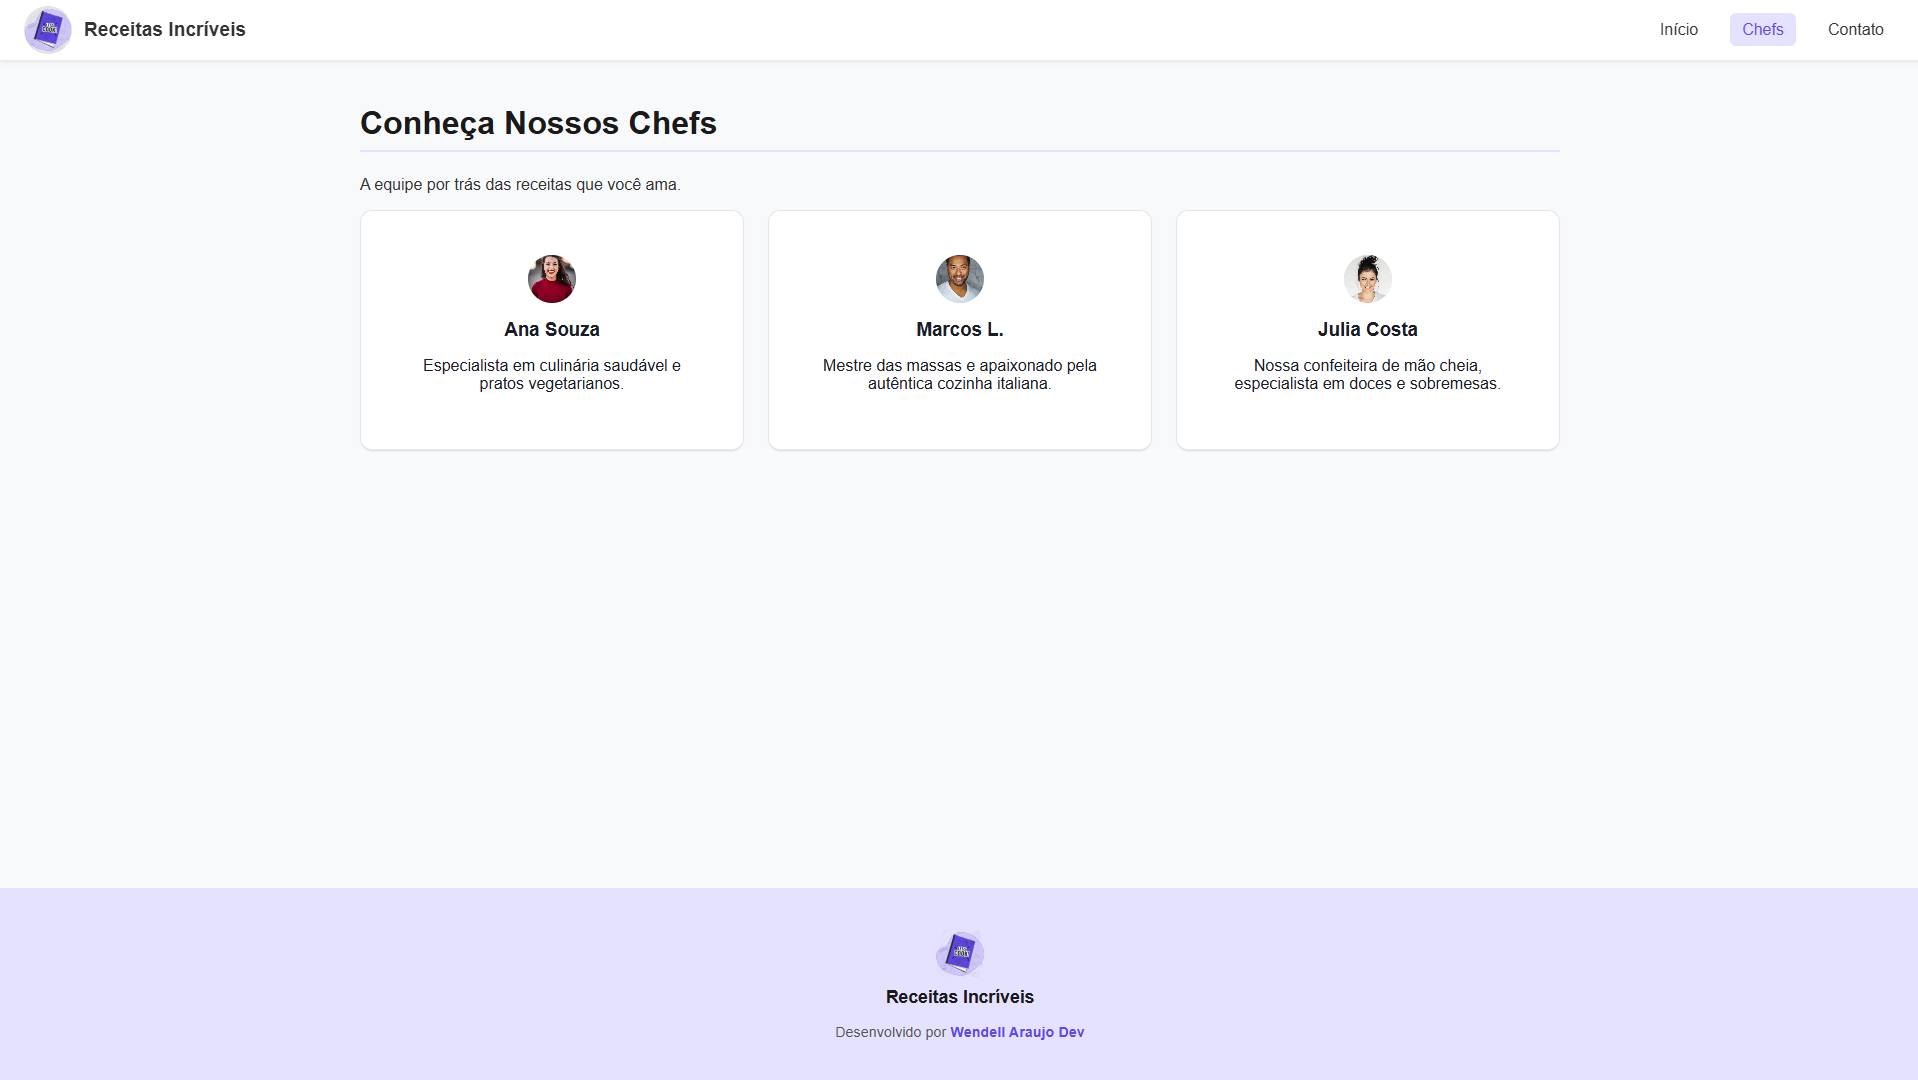 Receitas Incríveis
Início
Chefs
Contato
Conheça Nossos Chefs
A equipe por trás das receitas que você ama.
Ana Souza
Especialista em culinária saudável e
pratos vegetarianos.
Marcos L.
Mestre das massas e apaixonado pela
autêntica cozinha italiana.
Julia Costa
Nossa confeiteira de mão cheia,
especialista em doces e sobremesas.
Receitas Incríveis
Desenvolvido por Wendell Araujo Dev